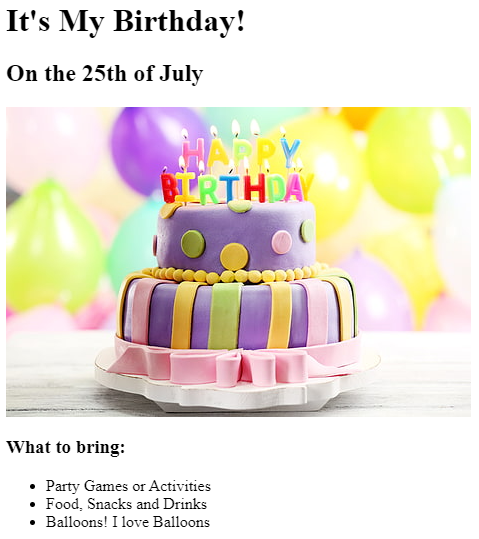 It's My Birthday!
On the 25th of July
HAPPY
BIRTHDAY
What to bring:
Party Games or Activities
Food, Snacks and Drinks
Balloons! I love Balloons